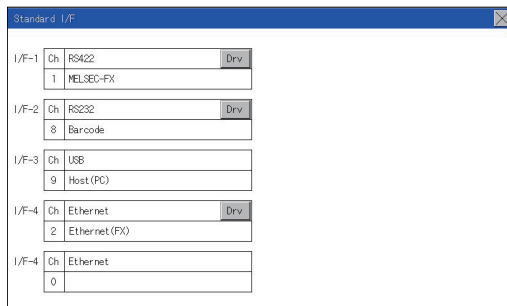 Standard I/F
I/F-1 Ch RS422 Drv
1 MELSEC-FX
I/F-2 Ch RS232 Drv
8 Barcode
I/F-3 Ch USB
9 Host(PC)
I/F-4 Ch Ethernet Drv
2 Ethernet(FX)
I/F-4 Ch Ethernet
0